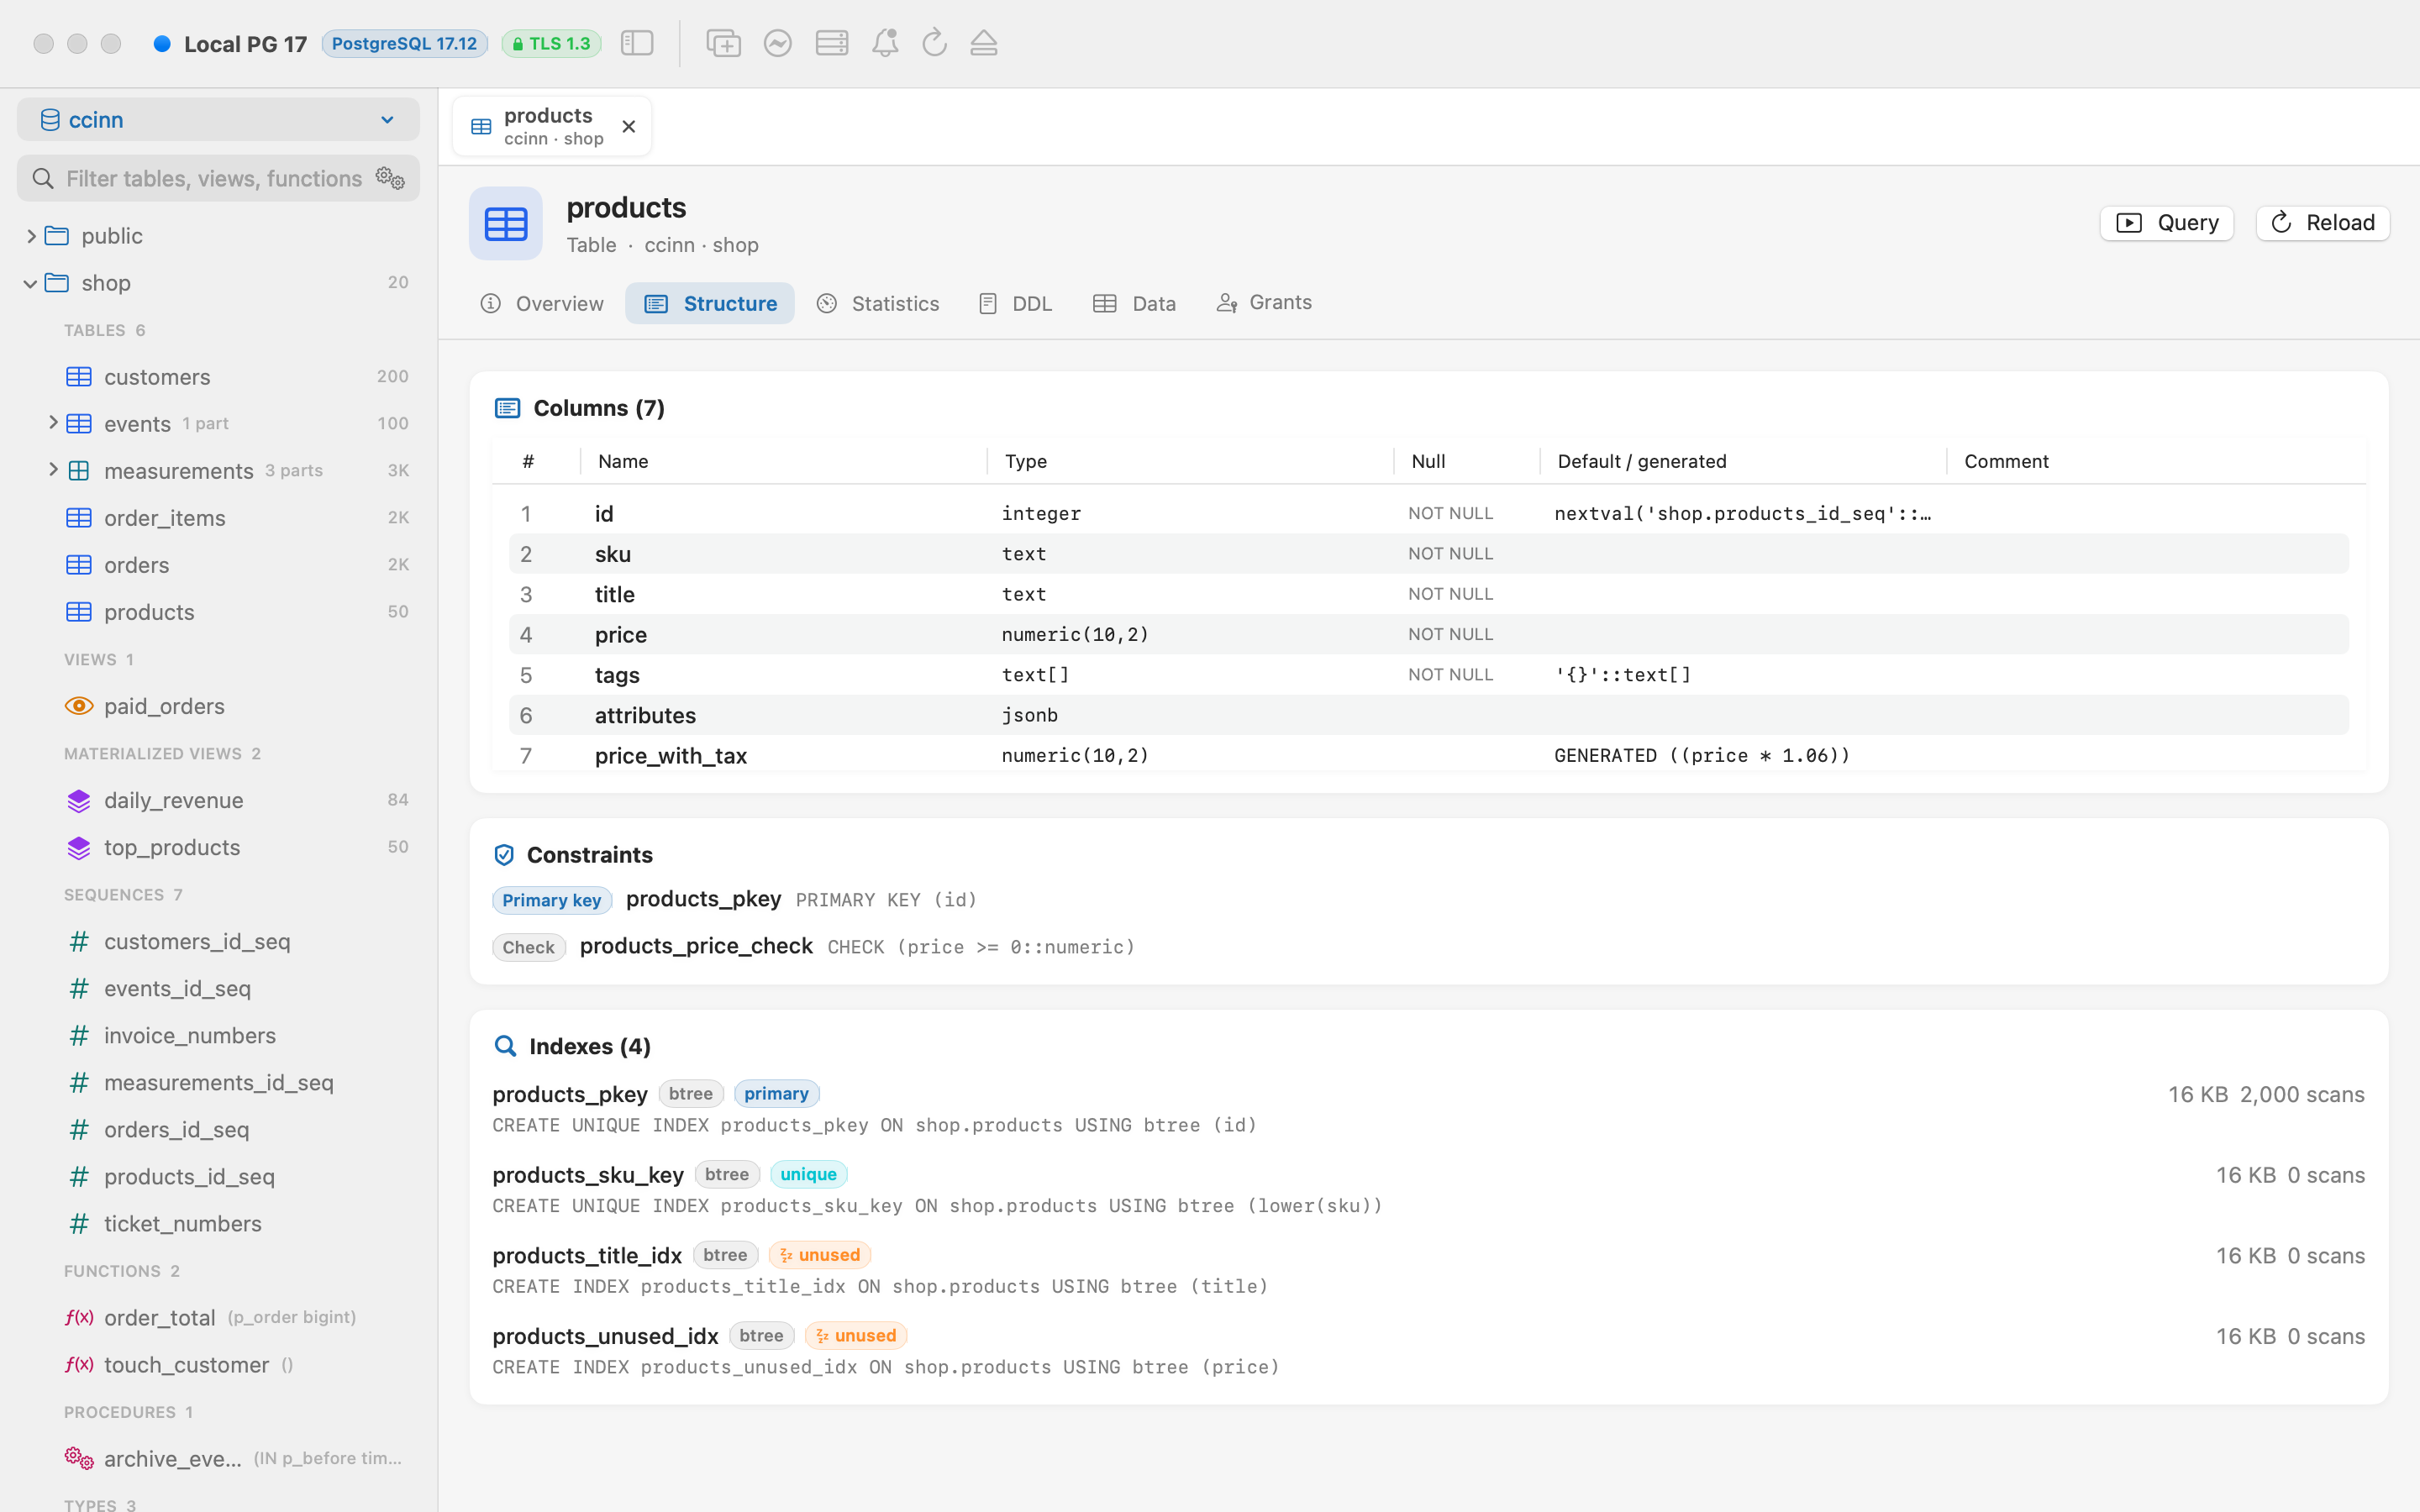 Local PG 17 PostgreSQL 17.12 TLS 1.3
ccinn
Filter tables, views, functions
public
shop 20
TABLES 6
customers 200
events 1 part 100
measurements 3 parts 3K
order_items 2K
orders 2K
products 50
VIEWS 1
paid_orders
MATERIALIZED VIEWS 2
daily_revenue 84
top_products 50
SEQUENCES 7
customers_id_seq
events_id_seq
invoice_numbers
measurements_id_seq
orders_id_seq
products_id_seq
ticket_numbers
FUNCTIONS 2
f(x) order_total (p_order bigint)
f(x) touch_customer ()
PROCEDURES 1
archive_eve... (IN p_before tim...
TYPES 3
products
ccinn · shop
products
Table · ccinn · shop
Query Reload
Overview Structure Statistics DDL Data Grants
Columns (7)
# Name Type Null Default / generated Comment
1 id integer NOT NULL nextval('shop.products_id_seq'::…
2 sku text NOT NULL
3 title text NOT NULL
4 price numeric(10,2) NOT NULL
5 tags text[] NOT NULL '{}'::text[]
6 attributes jsonb
7 price_with_tax numeric(10,2) GENERATED ((price * 1.06))
Constraints
Primary key products_pkey PRIMARY KEY (id)
Check products_price_check CHECK (price >= 0::numeric)
Indexes (4)
products_pkey btree primary 16 KB 2,000 scans
CREATE UNIQUE INDEX products_pkey ON shop.products USING btree (id)
products_sku_key btree unique 16 KB 0 scans
CREATE UNIQUE INDEX products_sku_key ON shop.products USING btree (lower(sku))
products_title_idx btree unused 16 KB 0 scans
CREATE INDEX products_title_idx ON shop.products USING btree (title)
products_unused_idx btree unused 16 KB 0 scans
CREATE INDEX products_unused_idx ON shop.products USING btree (price)